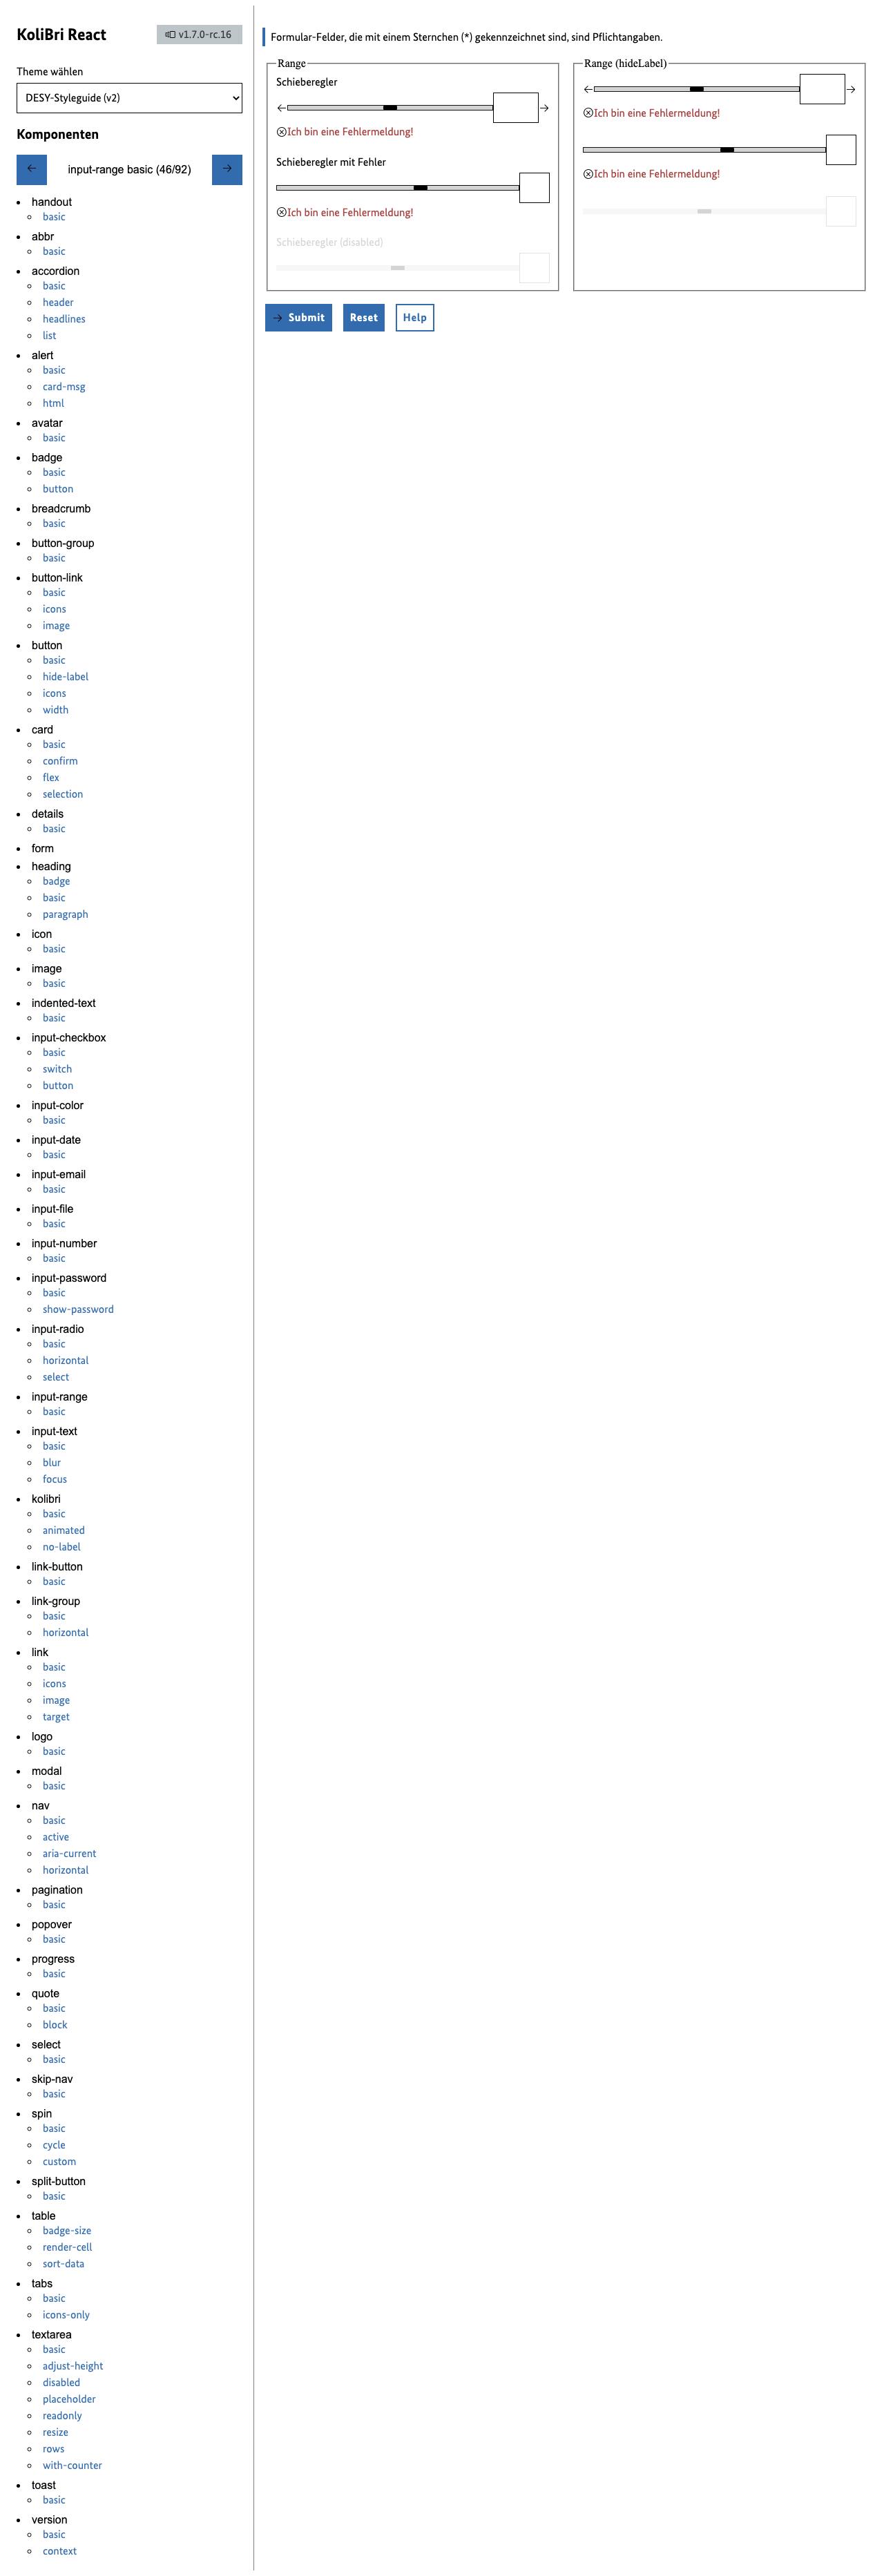 KoliBri React
v1.7.0-rc.16
Theme wählen
DESY-Styleguide (v2)
Komponenten
input-range basic (46/92)
handout
basic
abbr
basic
accordion
basic
header
headlines
list
alert
basic
card-msg
html
avatar
basic
badge
basic
button
breadcrumb
basic
button-group
basic
button-link
basic
icons
image
button
basic
hide-label
icons
width
card
basic
confirm
flex
selection
details
basic
form
heading
badge
basic
paragraph
icon
basic
image
basic
indented-text
basic
input-checkbox
basic
switch
button
input-color
basic
input-date
basic
input-email
basic
input-file
basic
input-number
basic
input-password
basic
show-password
input-radio
basic
horizontal
select
input-range
basic
input-text
basic
blur
focus
kolibri
basic
animated
no-label
link-button
basic
link-group
basic
horizontal
link
basic
icons
image
target
logo
basic
modal
basic
nav
basic
active
aria-current
horizontal
pagination
basic
popover
basic
progress
basic
quote
basic
block
select
basic
skip-nav
basic
spin
basic
cycle
custom
split-button
basic
table
badge-size
render-cell
sort-data
tabs
basic
icons-only
textarea
basic
adjust-height
disabled
placeholder
readonly
resize
rows
with-counter
toast
basic
version
basic
context
Formular-Felder, die mit einem Sternchen (*) gekennzeichnet sind, sind Pflichtangaben.
Range
Schieberegler
Ich bin eine Fehlermeldung!
Schieberegler mit Fehler
Ich bin eine Fehlermeldung!
Schieberegler (disabled)
Range (hideLabel)
Ich bin eine Fehlermeldung!
Ich bin eine Fehlermeldung!
Submit
Reset
Help